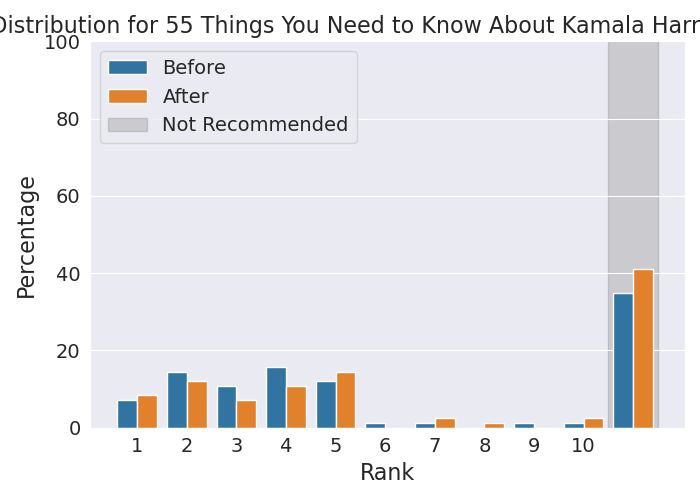 Distribution for 55 Things You Need to Know About Kamala Harr
100
80
60
40
20
0
Percentage
Before
After
Not Recommended
1 2 3 4 5 6 7 8 9 10
Rank